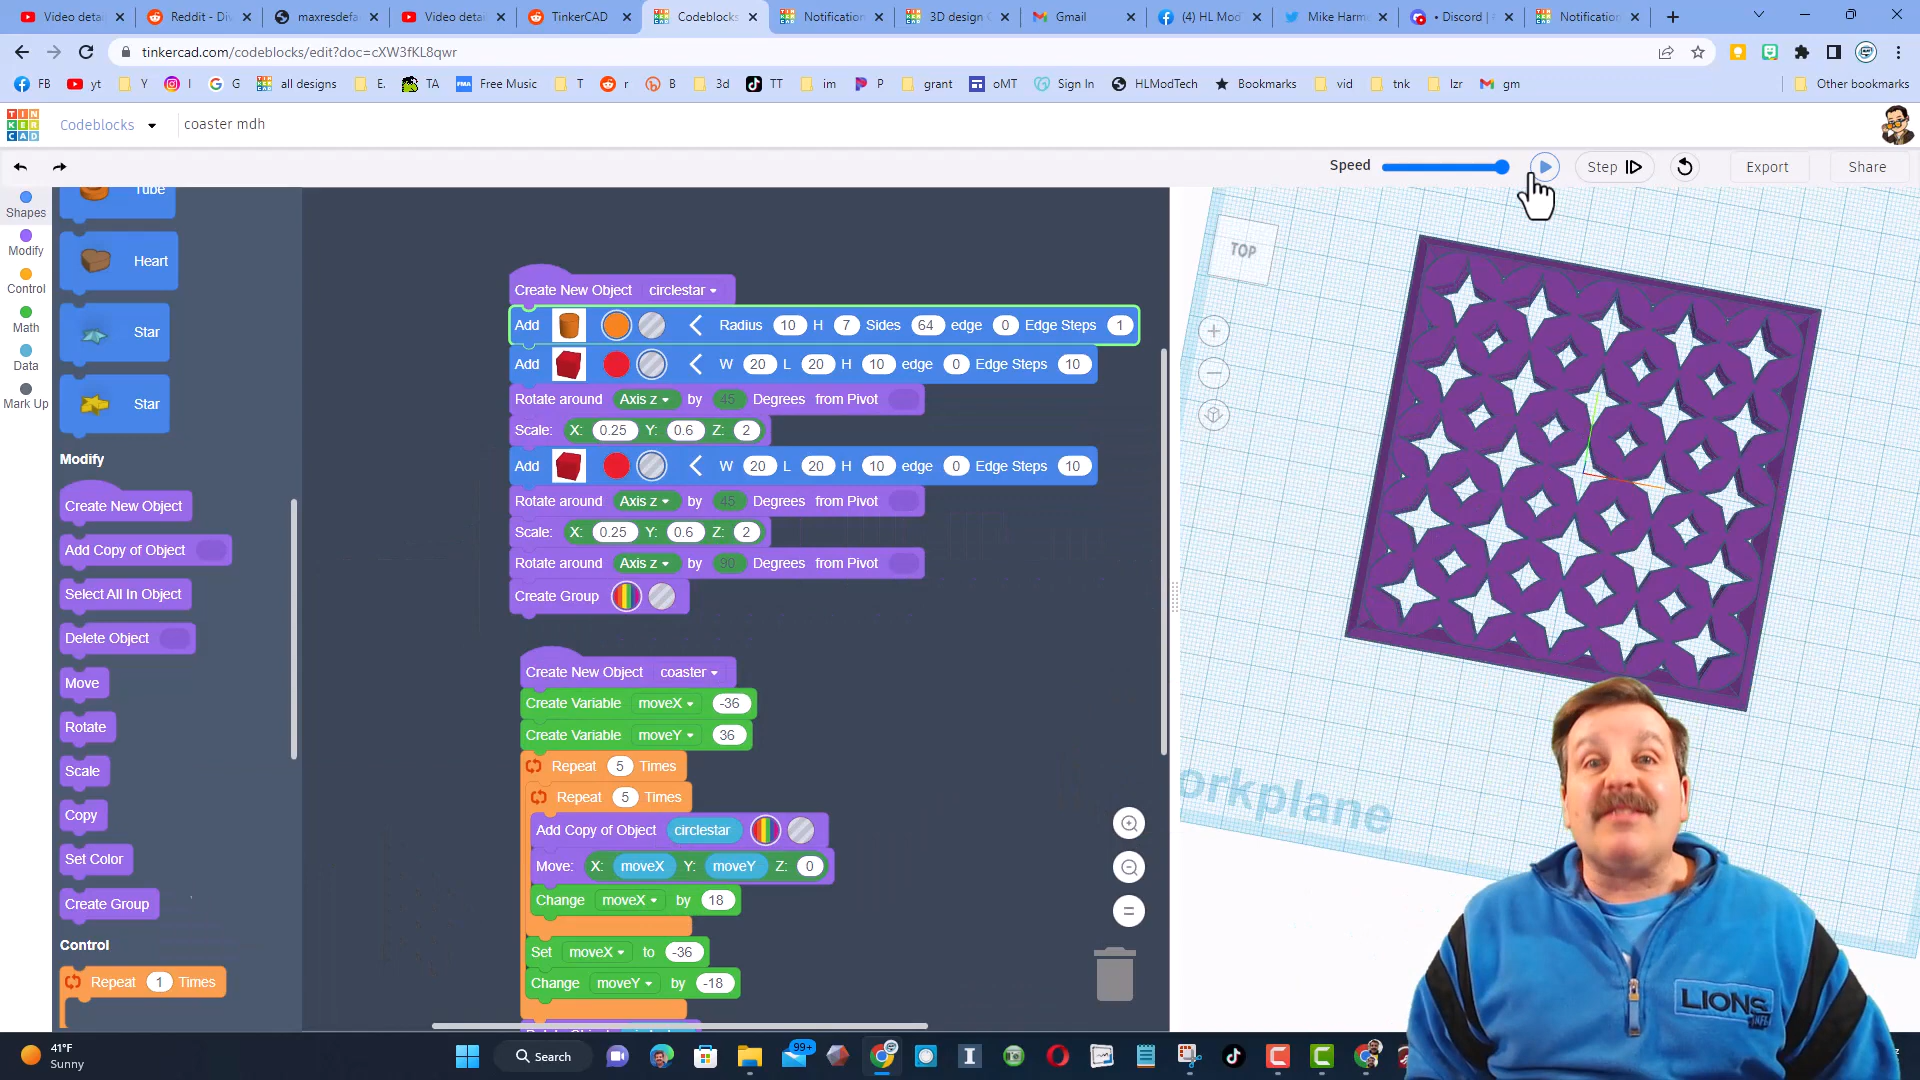 Video detai
Reddit - Div
maxresdefa
Video detai
TinkerCAD
Codeblocks
Notification
3D design C
Gmail
(4) HL Mod
Mike Harm
• Discord | #
Notification
tinkercad.com/codeblocks/edit?doc=cXW3fKL8qwr
FB
yt
Y
I
G
all designs
E.
TA
FMA
Free Music
T
r
B
3d
TT
im
P
grant
oMT
Sign In
HLModTech
Bookmarks
vid
tnk
lzr
gm
Other bookmarks
TIN
KER
CAD
Codeblocks
coaster mdh
Speed
Step
Export
Share
Shapes
Modify
Control
Math
Data
Mark Up
Tube
Heart
Star
Star
Modify
Create New Object
Add Copy of Object
Select All In Object
Delete Object
Move
Rotate
Scale
Copy
Set Color
Create Group
Control
Repeat 1 Times
Create New Object circlestar
Add Radius 10 H 7 Sides 64 edge 0 Edge Steps 1
Add W 20 L 20 H 10 edge 0 Edge Steps 10
Rotate around Axis z by 45 Degrees from Pivot
Scale: X: 0.25 Y: 0.6 Z: 2
Add W 20 L 20 H 10 edge 0 Edge Steps 10
Rotate around Axis z by 45 Degrees from Pivot
Scale: X: 0.25 Y: 0.6 Z: 2
Rotate around Axis z by 90 Degrees from Pivot
Create Group
Create New Object coaster
Create Variable moveX -36
Create Variable moveY 36
Repeat 5 Times
Repeat 5 Times
Add Copy of Object circlestar
Move: X: moveX Y: moveY Z: 0
Change moveX by 18
Set moveX to -36
Change moveY by -18
TOP
orkplane
LIONS
41°F
Sunny
Search
99+